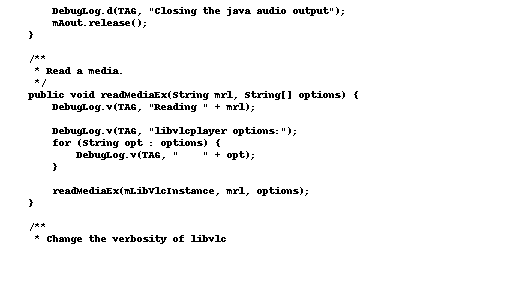 DebugLog.d(TAG, "Closing the java audio output");
mAout.release();
}
/**
* Read a media.
*/
public void readMediaEx(String mrl, String[] options) {
DebugLog.v(TAG, "Reading " + mrl);
DebugLog.v(TAG, "libvlcplayer options:");
for (String opt : options) {
DebugLog.v(TAG, "    " + opt);
}
readMediaEx(mLibVlcInstance, mrl, options);
}
/**
* Change the verbosity of libvlc